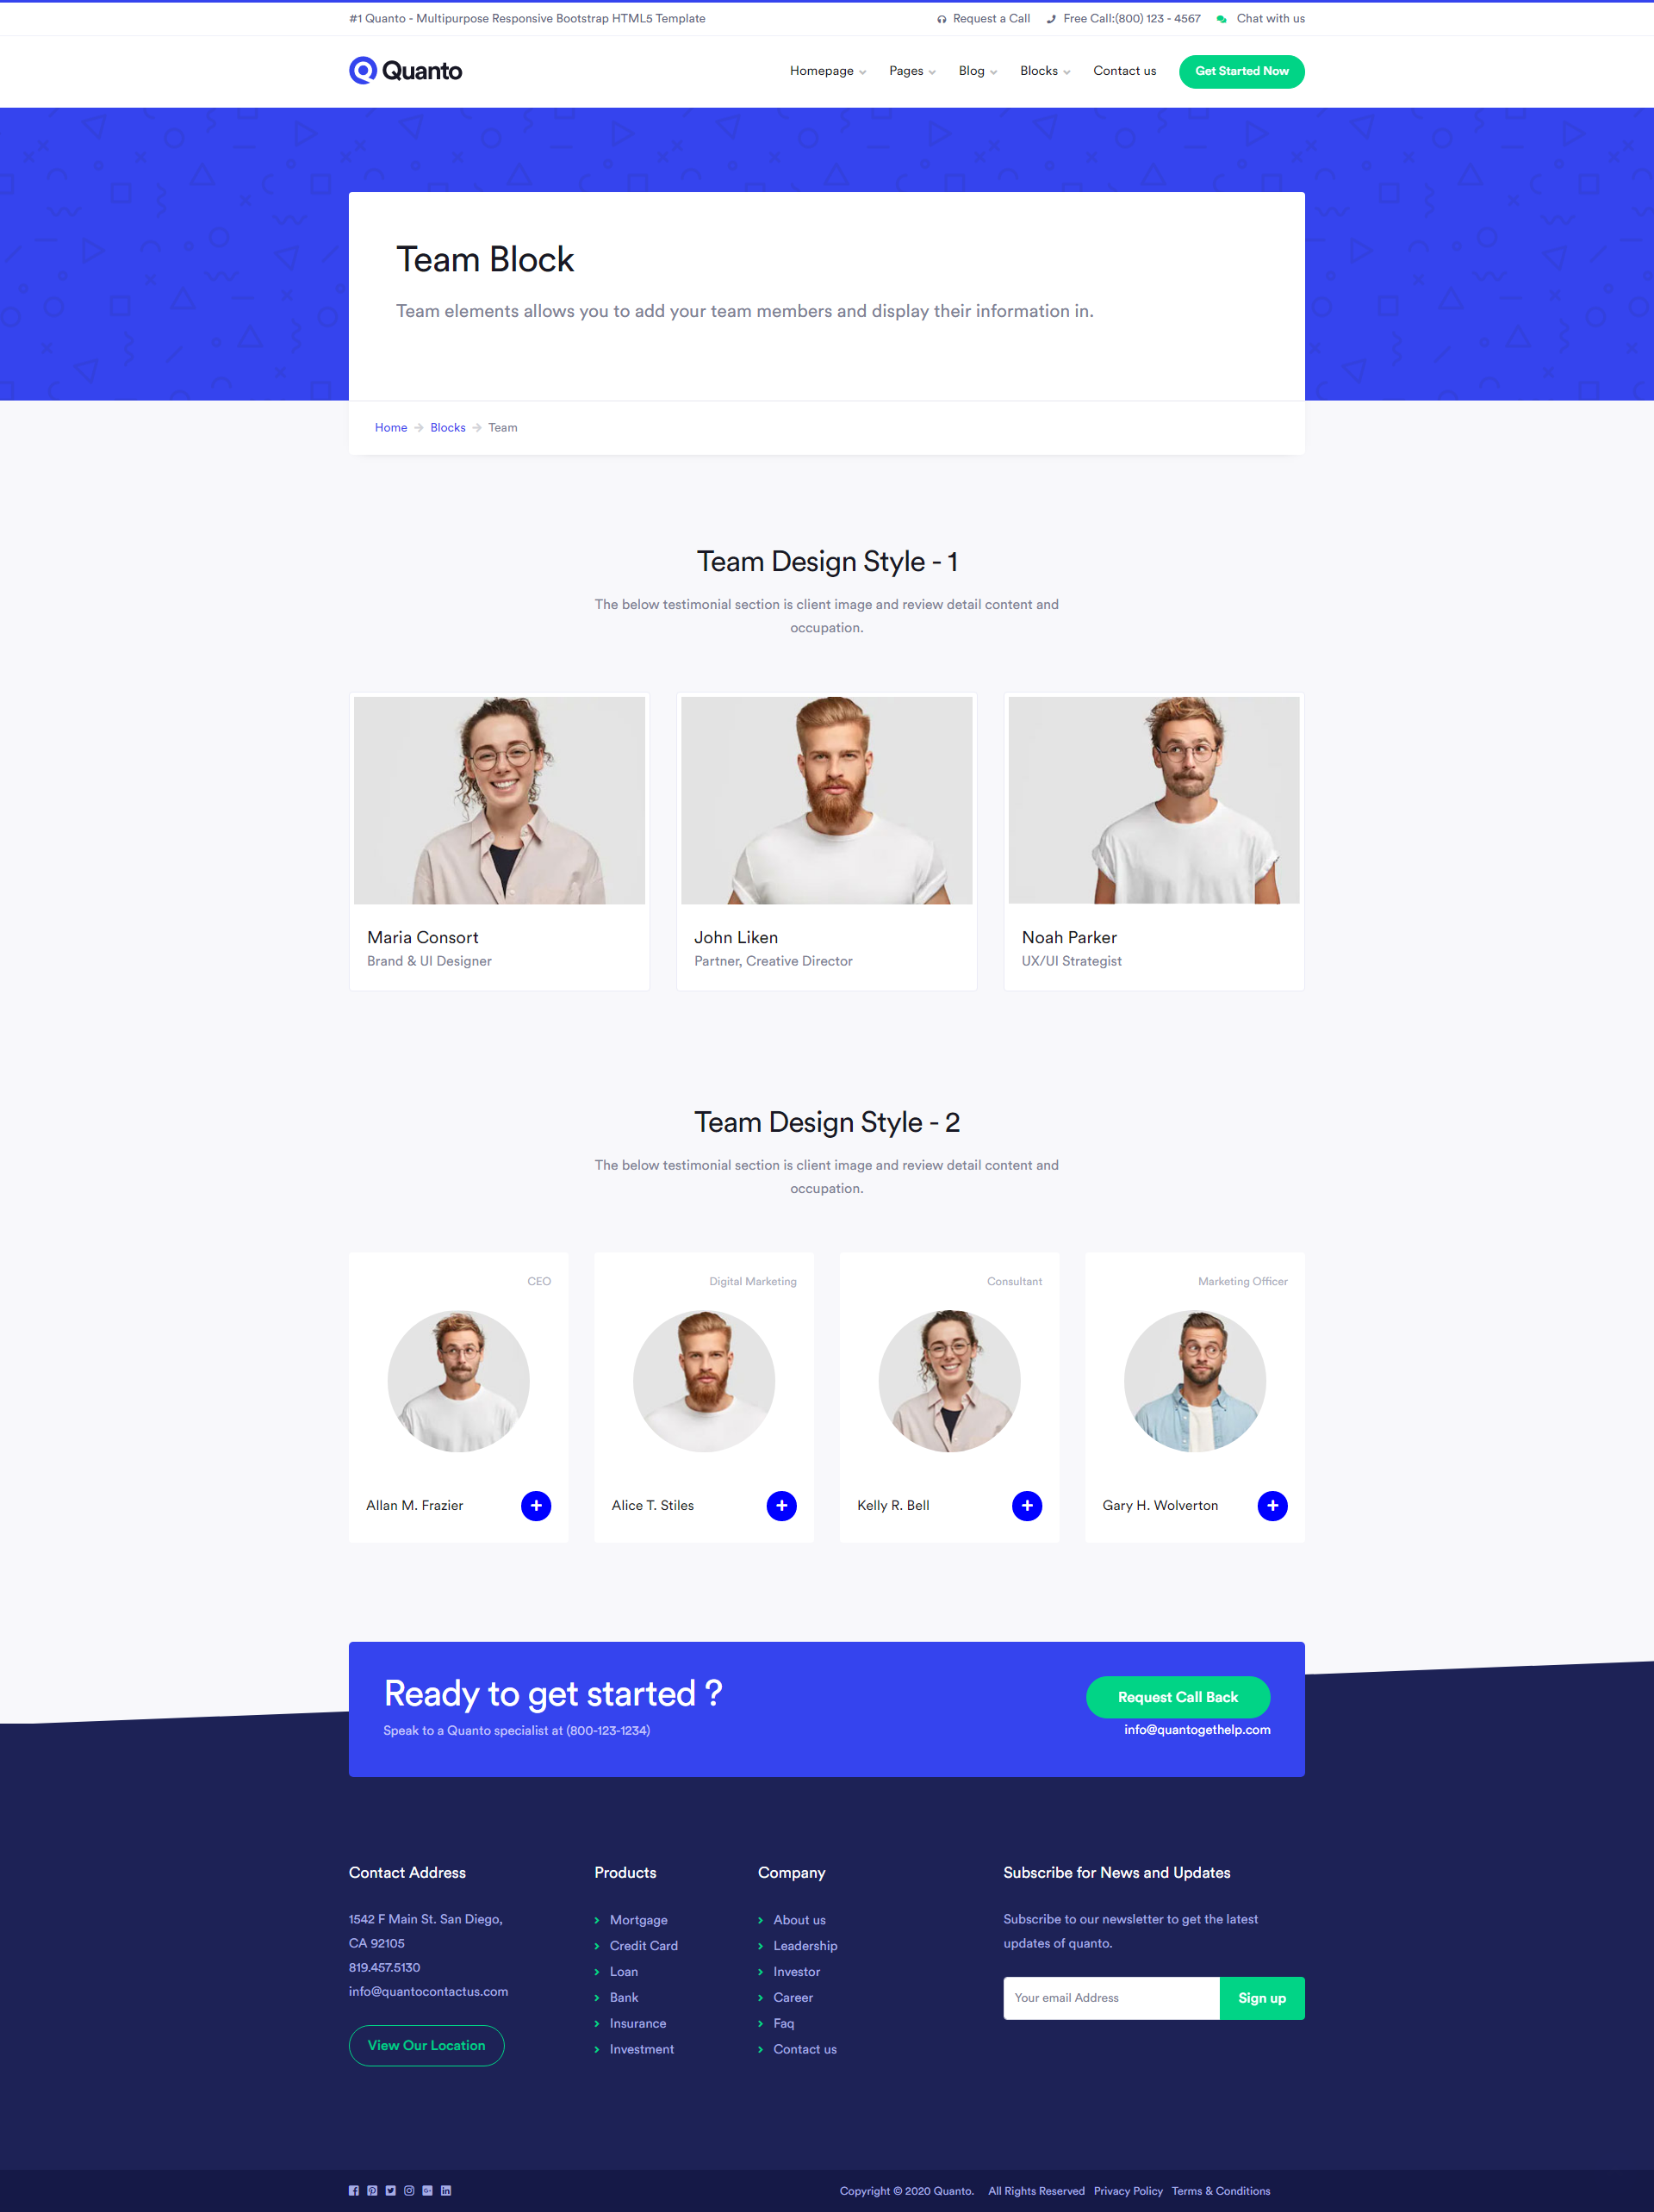 #1 Quanto - Multipurpose Responsive Bootstrap HTML5 Template
Request a Call Free Call:(800) 123 - 4567 Chat with us
Quanto
Homepage Pages Blog Blocks Contact us Get Started Now
Team Block
Team elements allows you to add your team members and display their information in.
Home Blocks Team
Team Design Style - 1
The below testimonial section is client image and review detail content and
occupation.
Maria Consort
Brand & UI Designer
John Liken
Partner, Creative Director
Noah Parker
UX/UI Strategist
Team Design Style - 2
The below testimonial section is client image and review detail content and
occupation.
CEO
Allan M. Frazier
Digital Marketing
Alice T. Stiles
Consultant
Kelly R. Bell
Marketing Officer
Gary H. Wolverton
Ready to get started ?
Speak to a Quanto specialist at (800-123-1234)
Request Call Back
info@quantogethelp.com
Contact Address
1542 F Main St. San Diego,
CA 92105
819.457.5130
info@quantocontactus.com
View Our Location
Products
Mortgage
Credit Card
Loan
Bank
Insurance
Investment
Company
About us
Leadership
Investor
Career
Faq
Contact us
Subscribe for News and Updates
Subscribe to our newsletter to get the latest
updates of quanto.
Your email Address Sign up
Copyright © 2020 Quanto. All Rights Reserved Privacy Policy Terms & Conditions